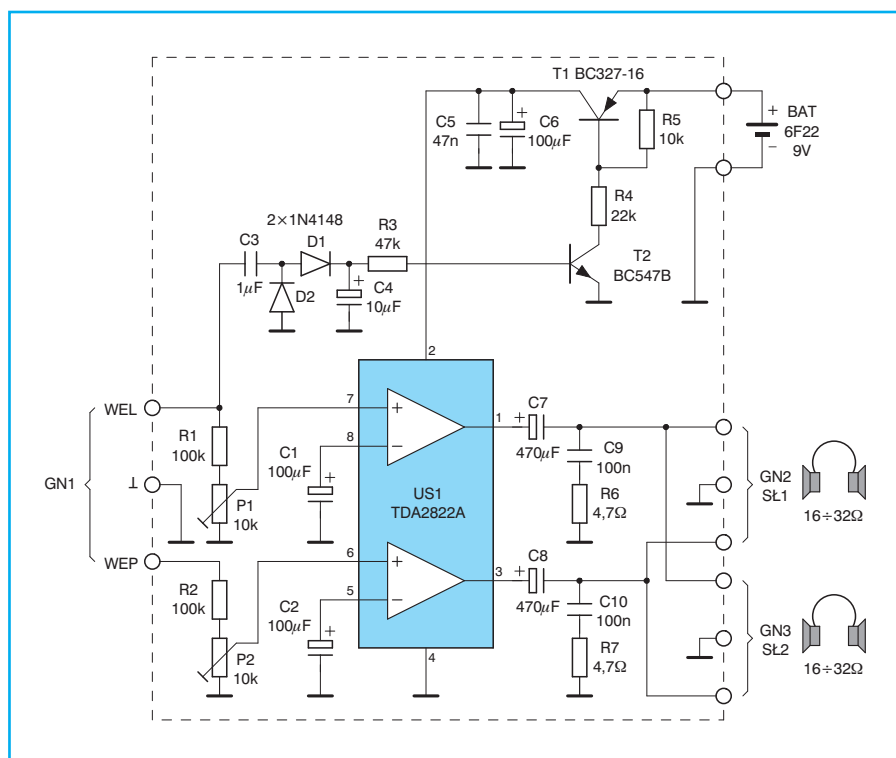 T1 BC327-16
C5
47n
+
C6
100µF
R5
10k
+
−
BAT
6F22
9V
R4
22k
2×1N4148
C3
1µF
D1
D2
R3
47k
+
C4
10µF
T2
BC547B
2
WEL
GN1
⊥
WEP
R1
100k
P1
10k
C1
100µF
+
7
8
+
−
1
US1
TDA2822A
R2
100k
P2
10k
C2
100µF
+
6
5
+
−
3
4
+
C7
470µF
C9
100n
R6
4,7Ω
+
C8
470µF
C10
100n
R7
4,7Ω
GN2
SŁ1
16÷32Ω
GN3
SŁ2
16÷32Ω